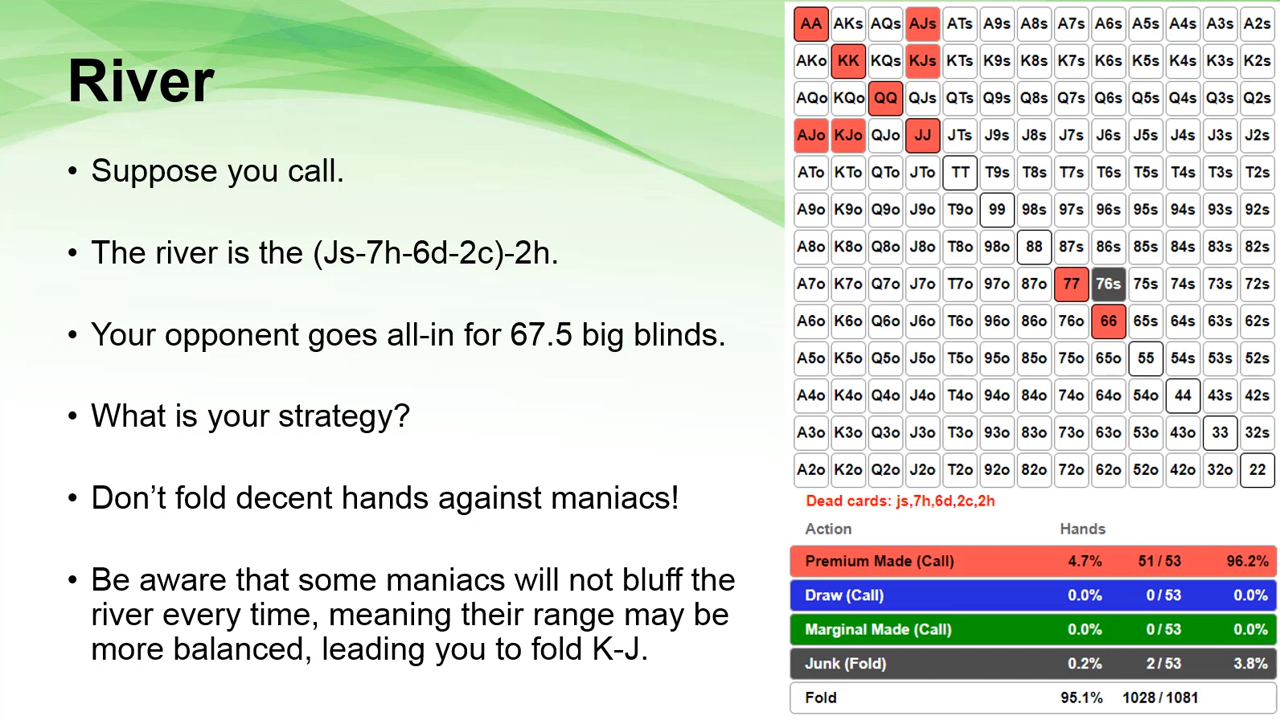 River
• Suppose you call.
• The river is the (Js-7h-6d-2c)-2h.
• Your opponent goes all-in for 67.5 big blinds.
• What is your strategy?
• Don’t fold decent hands against maniacs!
• Be aware that some maniacs will not bluff the
river every time, meaning their range may be
more balanced, leading you to fold K-J.
AA AKs AQs AJs ATs A9s A8s A7s A6s A5s A4s A3s A2s
AKo KK KQs KJs KTs K9s K8s K7s K6s K5s K4s K3s K2s
AQo KQo QQ QJs QTs Q9s Q8s Q7s Q6s Q5s Q4s Q3s Q2s
AJo KJo QJo JJ JTs J9s J8s J7s J6s J5s J4s J3s J2s
ATo KTo QTo JTo TT T9s T8s T7s T6s T5s T4s T3s T2s
A9o K9o Q9o J9o T9o 99 98s 97s 96s 95s 94s 93s 92s
A8o K8o Q8o J8o T8o 98o 88 87s 86s 85s 84s 83s 82s
A7o K7o Q7o J7o T7o 97o 87o 77 76s 75s 74s 73s 72s
A6o K6o Q6o J6o T6o 96o 86o 76o 66 65s 64s 63s 62s
A5o K5o Q5o J5o T5o 95o 85o 75o 65o 55 54s 53s 52s
A4o K4o Q4o J4o T4o 94o 84o 74o 64o 54o 44 43s 42s
A3o K3o Q3o J3o T3o 93o 83o 73o 63o 53o 43o 33 32s
A2o K2o Q2o J2o T2o 92o 82o 72o 62o 52o 42o 32o 22
Dead cards: js,7h,6d,2c,2h
Action Hands
Premium Made (Call) 4.7% 51 / 53 96.2%
Draw (Call) 0.0% 0 / 53 0.0%
Marginal Made (Call) 0.0% 0 / 53 0.0%
Junk (Fold) 0.2% 2 / 53 3.8%
Fold 95.1% 1028 / 1081